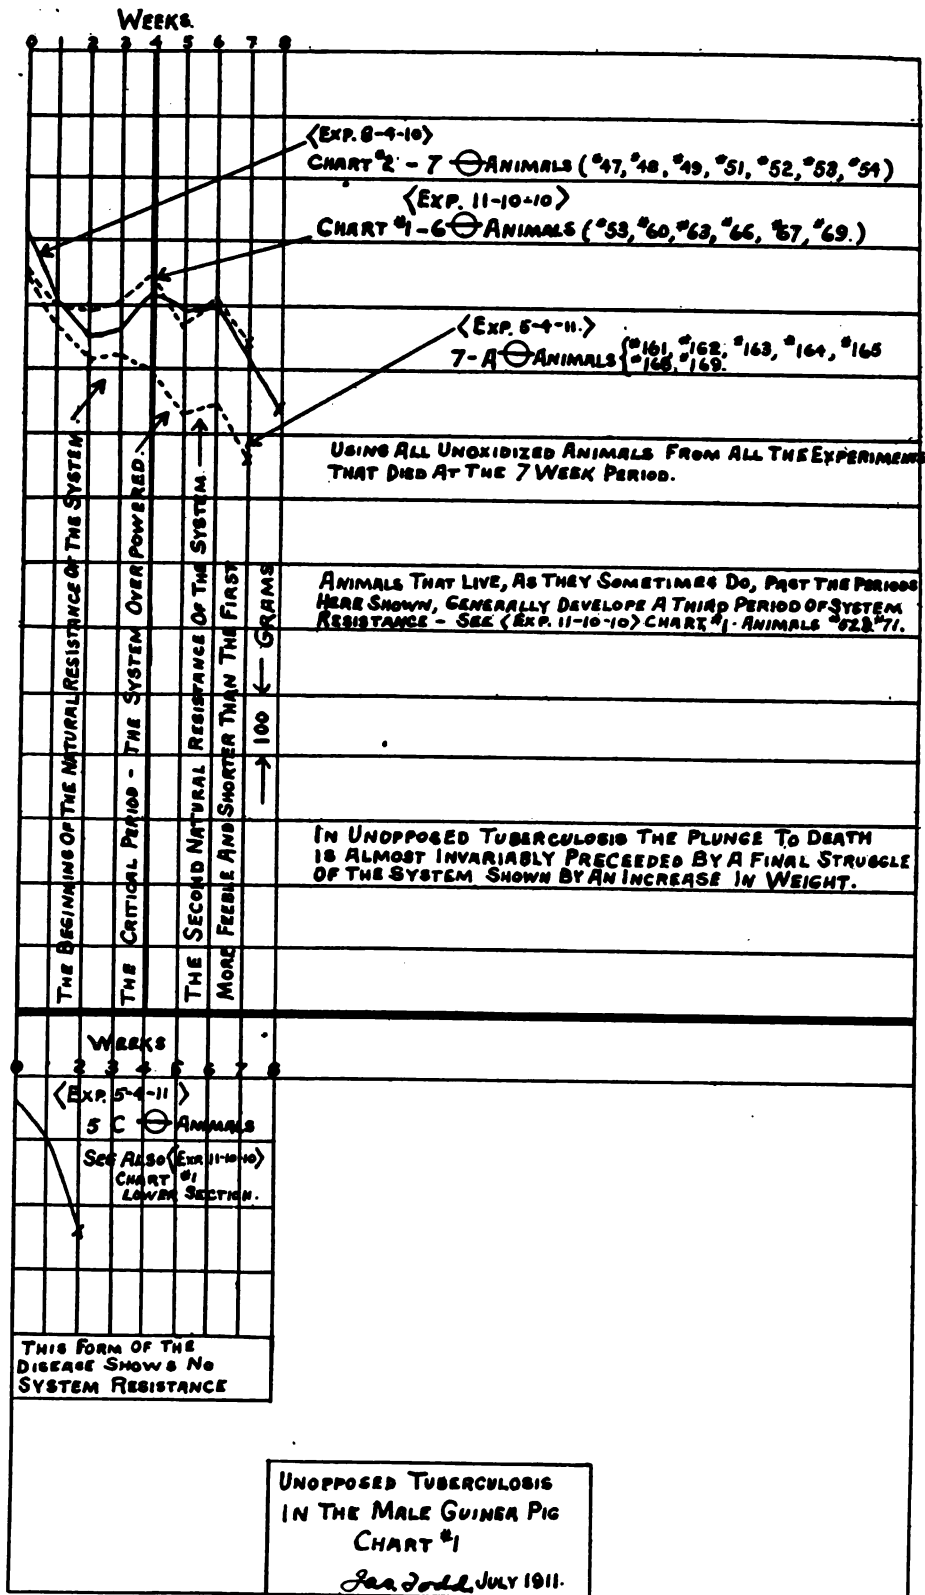 WEEKS.
0 1 2 3 4 5 6 7 8
<EXP. 8-4-10>
CHART #2 - 7 ANIMALS (#47, #48, #49, #51, #52, #53, #54)
<EXP. 11-10-10>
CHART #1 - 6 ANIMALS (#53, #60, #63, #66, #67, #69.)
<EXP. 5-4-11.>
7-A ANIMALS {#161, #162, #163, #164, #165
#168, #169.
USING ALL UNOXIDIZED ANIMALS FROM ALL THE EXPERIMENTS
THAT DIED AT THE 7 WEEK PERIOD.
ANIMALS THAT LIVE, AS THEY SOMETIMES DO, PAST THE PERIODS
HERE SHOWN, GENERALLY DEVELOPE A THIRD PERIOD OF SYSTEM
RESISTANCE - SEE <EXP. 11-10-10> CHART #1 - ANIMALS #62 & #71.
IN UNOPPOSED TUBERCULOSIS THE PLUNGE TO DEATH
IS ALMOST INVARIABLY PRECEEDED BY A FINAL STRUGGLE
OF THE SYSTEM SHOWN BY AN INCREASE IN WEIGHT.
THE BEGINING OF THE NATURAL RESISTANCE OF THE SYSTEM.
THE CRITICAL PERIOD - THE SYSTEM OVER POWERED.
THE SECOND NATURAL RESISTANCE OF THE SYSTEM.
MORE FEEBLE AND SHORTER THAN THE FIRST
100 GRAMS
WEEKS
0 2 3 4 5 6 7 8
<EXP. 5-4-11>
5 C ANIMALS
SEE ALSO <EXP. 11-10-10>
CHART #1
LOWER SECTION.
THIS FORM OF THE
DISEASE SHOWS NO
SYSTEM RESISTANCE
UNOPPOSED TUBERCULOSIS
IN THE MALE GUINEA PIG
CHART #1
Jas. Todd, JULY 1911.